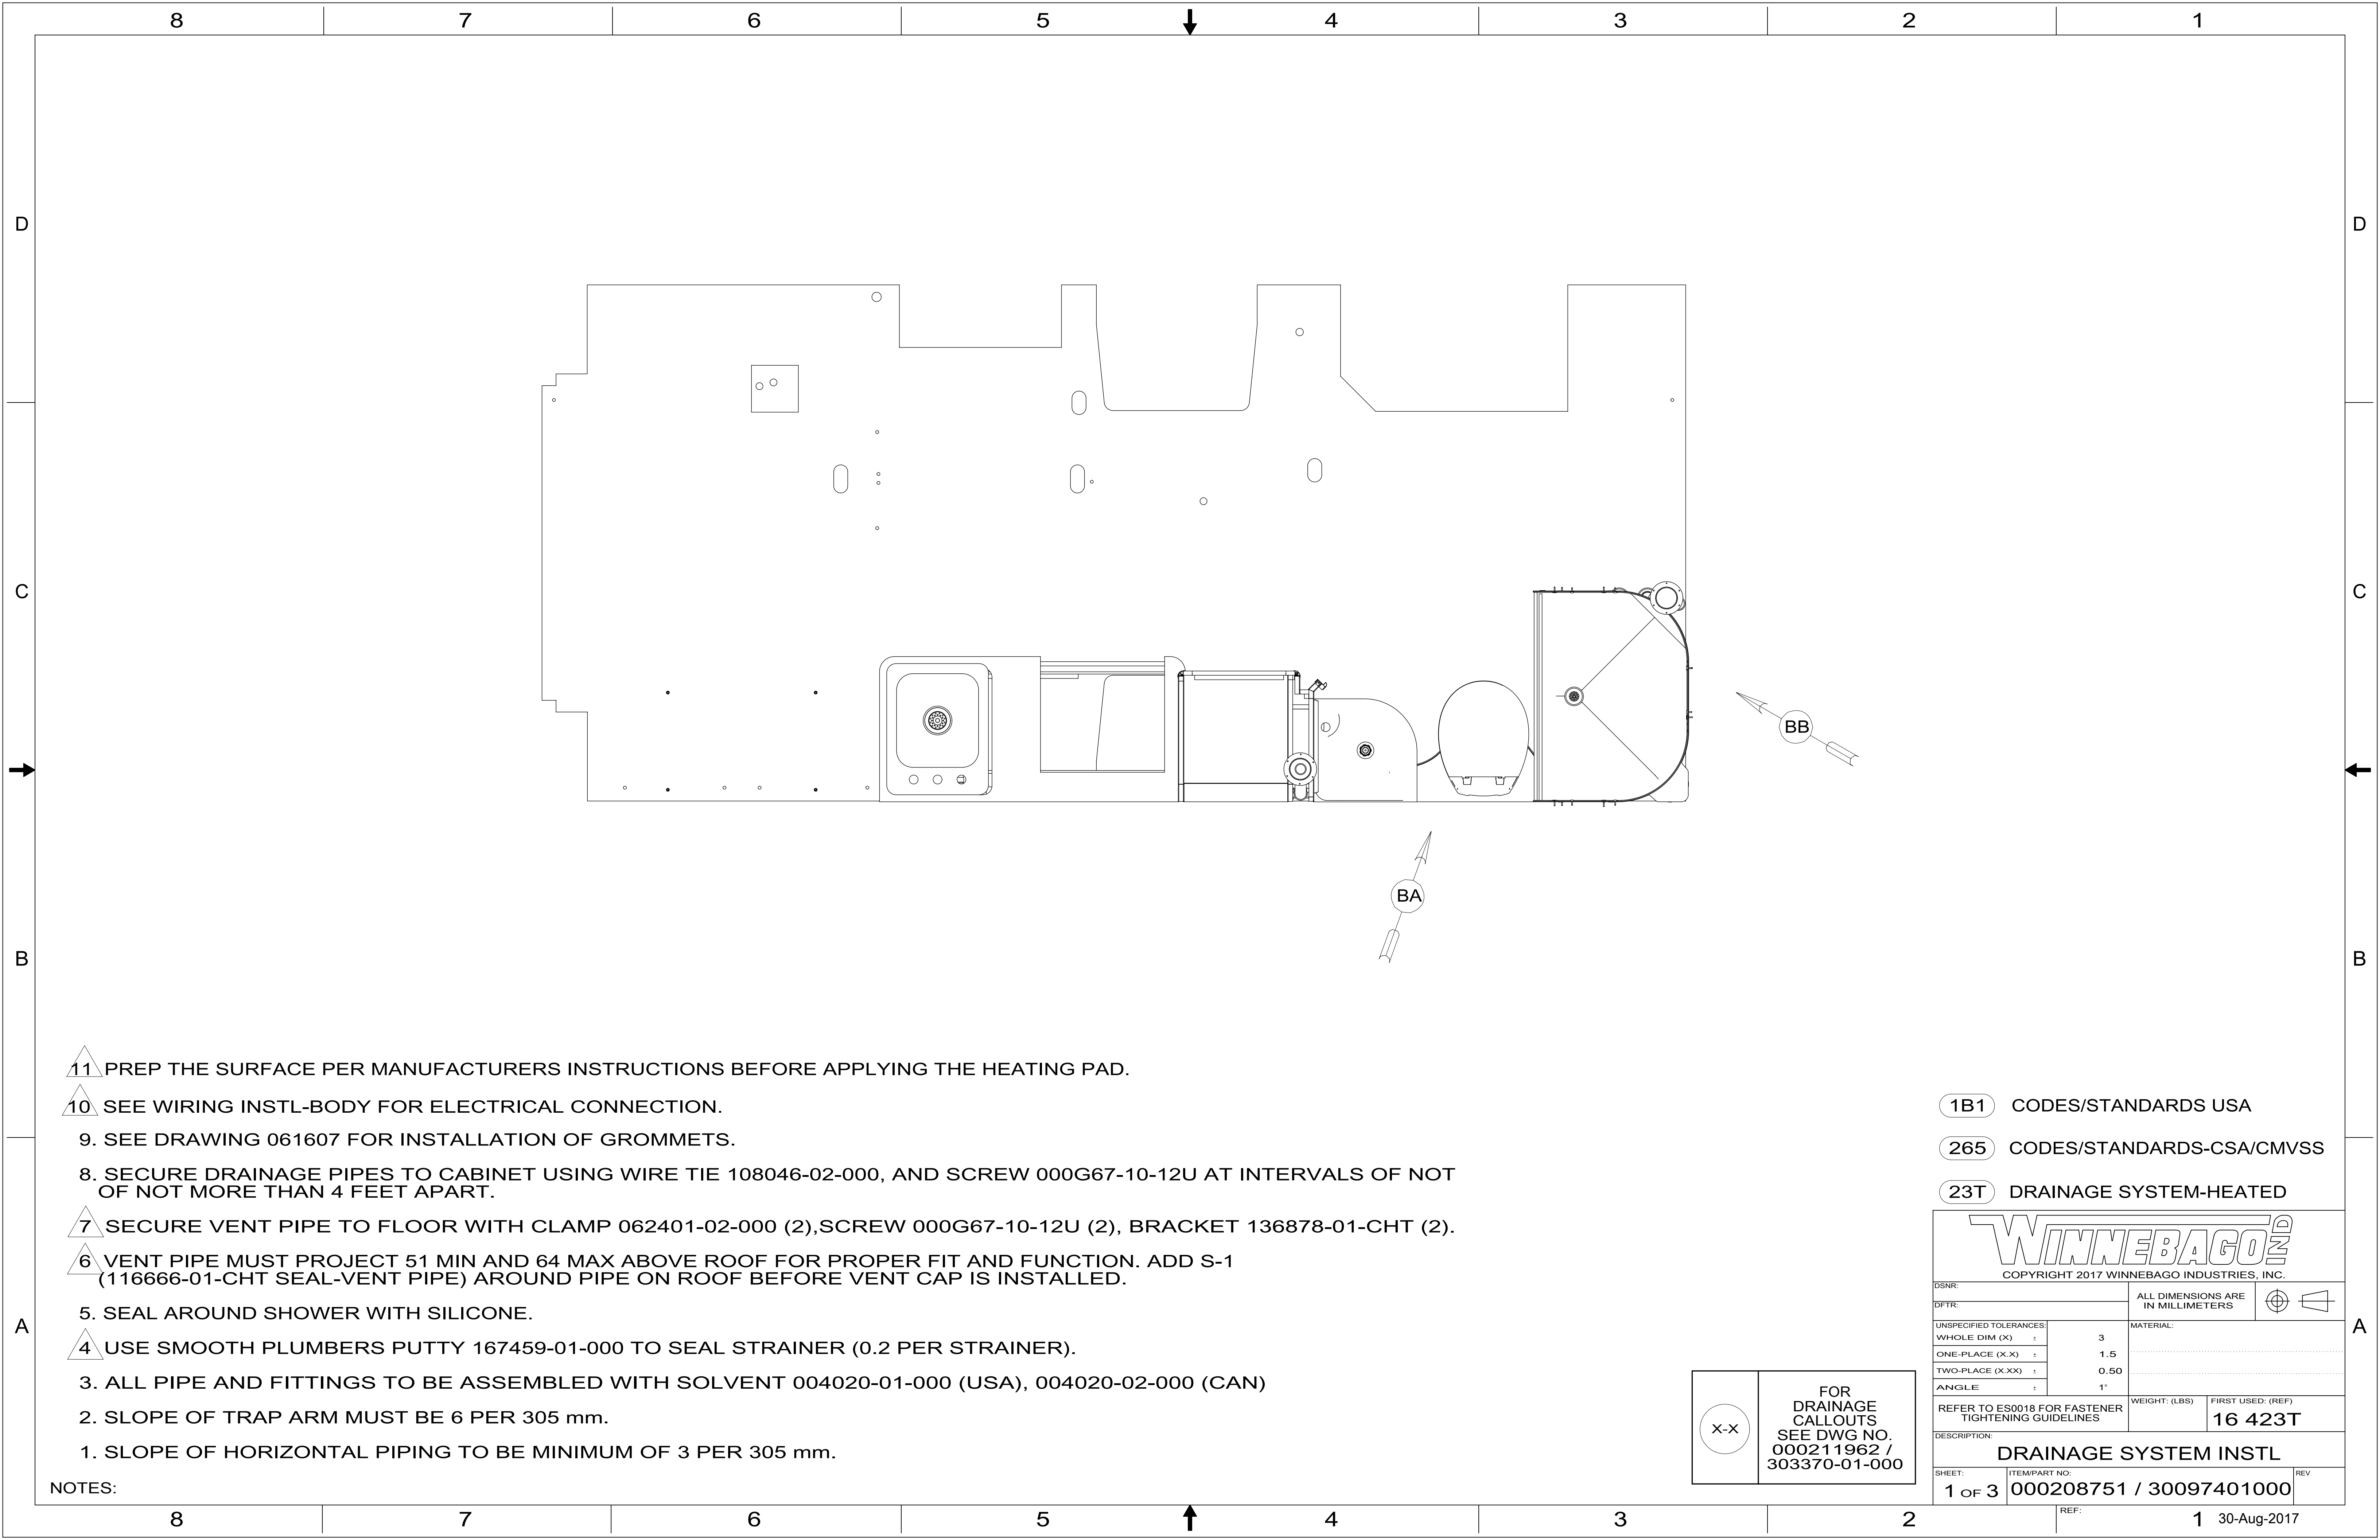 8 7 6 5 4 3 2 1
D D
C C
BB
BA
B B
11 PREP THE SURFACE PER MANUFACTURERS INSTRUCTIONS BEFORE APPLYING THE HEATING PAD.
10 SEE WIRING INSTL-BODY FOR ELECTRICAL CONNECTION.
9. SEE DRAWING 061607 FOR INSTALLATION OF GROMMETS.
8. SECURE DRAINAGE PIPES TO CABINET USING WIRE TIE 108046-02-000, AND SCREW 000G67-10-12U AT INTERVALS OF NOT
OF NOT MORE THAN 4 FEET APART.
7 SECURE VENT PIPE TO FLOOR WITH CLAMP 062401-02-000 (2),SCREW 000G67-10-12U (2), BRACKET 136878-01-CHT (2).
6 VENT PIPE MUST PROJECT 51 MIN AND 64 MAX ABOVE ROOF FOR PROPER FIT AND FUNCTION. ADD S-1
(116666-01-CHT SEAL-VENT PIPE) AROUND PIPE ON ROOF BEFORE VENT CAP IS INSTALLED.
5. SEAL AROUND SHOWER WITH SILICONE.
4 USE SMOOTH PLUMBERS PUTTY 167459-01-000 TO SEAL STRAINER (0.2 PER STRAINER).
3. ALL PIPE AND FITTINGS TO BE ASSEMBLED WITH SOLVENT 004020-01-000 (USA), 004020-02-000 (CAN)
2. SLOPE OF TRAP ARM MUST BE 6 PER 305 mm.
1. SLOPE OF HORIZONTAL PIPING TO BE MINIMUM OF 3 PER 305 mm.
NOTES:
A A
X-X
FOR
DRAINAGE
CALLOUTS
SEE DWG NO.
000211962 /
303370-01-000
1B1 CODES/STANDARDS USA
265 CODES/STANDARDS-CSA/CMVSS
23T DRAINAGE SYSTEM-HEATED
WINNEBAGO IND
COPYRIGHT 2017 WINNEBAGO INDUSTRIES, INC.
DSNR:
DFTR:
ALL DIMENSIONS ARE
IN MILLIMETERS
UNSPECIFIED TOLERANCES:
WHOLE DIM (X) ± 3
ONE-PLACE (X.X) ± 1.5
TWO-PLACE (X.XX) ± 0.50
ANGLE ± 1°
MATERIAL:
REFER TO ES0018 FOR FASTENER
TIGHTENING GUIDELINES
WEIGHT: (LBS)
FIRST USED: (REF)
16 423T
DESCRIPTION:
DRAINAGE SYSTEM INSTL
SHEET:
1 OF 3
ITEM/PART NO:
000208751 / 30097401000
REV
8 7 6 5 4 3 2 1
REF:
30-Aug-2017